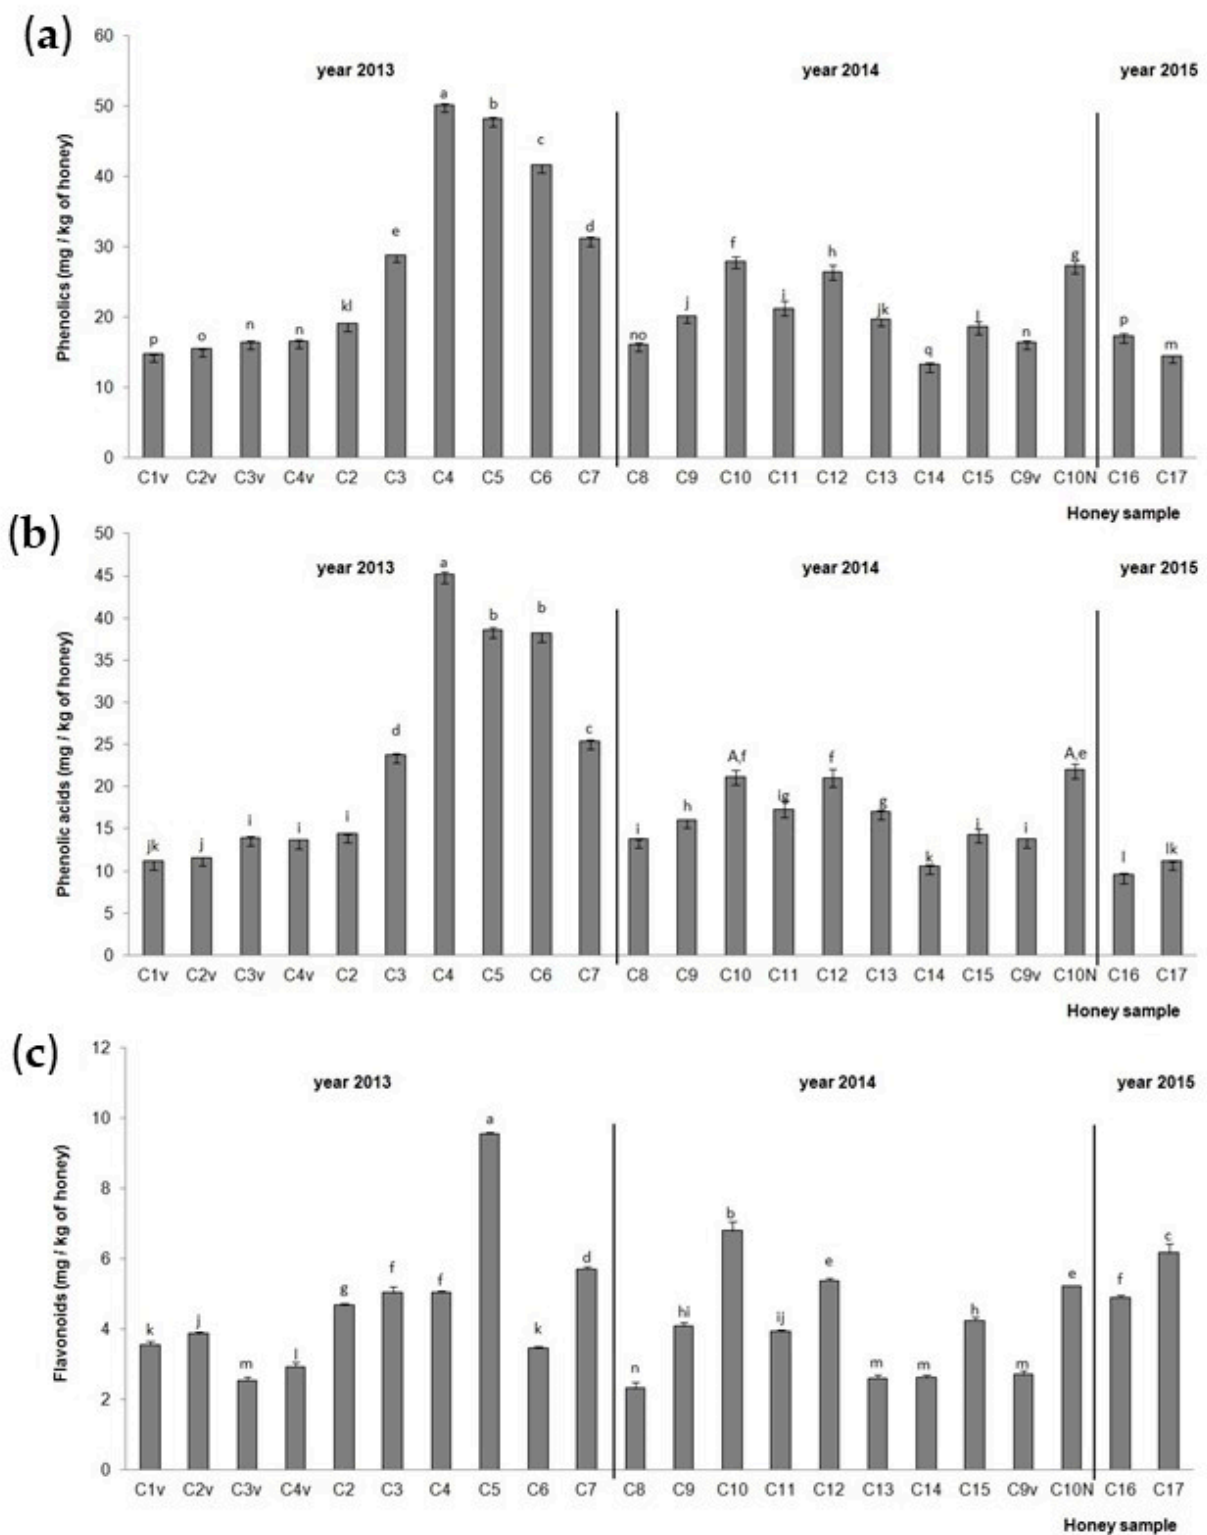 (a)
60
year 2013 year 2014 year 2015
50
40
30
20
10
0
Phenolics (mg / kg of honey)
p o n n kl e a b c d no j f j h jk q l n g p m
C1v C2v C3v C4v C2 C3 C4 C5 C6 C7 C8 C9 C10 C11 C12 C13 C14 C15 C9v C10N C16 C17
Honey sample
(b)
50
year 2013 year 2014 year 2015
45
40
35
30
25
20
15
10
5
0
Phenolic acids (mg / kg of honey)
jk j i i i d a b b c i h A,f ig f g k i i A,e l lk
C1v C2v C3v C4v C2 C3 C4 C5 C6 C7 C8 C9 C10 C11 C12 C13 C14 C15 C9v C10N C16 C17
Honey sample
(c)
12
year 2013 year 2014 year 2015
10
8
6
4
2
0
Flavonoids (mg / kg of honey)
k j m l g f f a k d n hi b ij e m m h m e f c
C1v C2v C3v C4v C2 C3 C4 C5 C6 C7 C8 C9 C10 C11 C12 C13 C14 C15 C9v C10N C16 C17
Honey sample